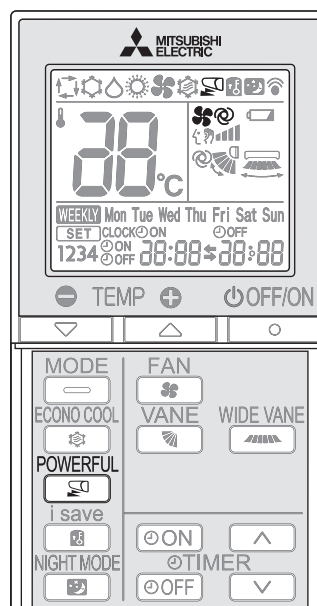 MITSUBISHI
ELECTRIC
88°C
WEEKLY Mon Tue Wed Thu Fri Sat Sun
SET CLOCK ON OFF
1234 ON OFF 88:88 88:88
TEMP OFF/ON
MODE FAN
ECONO COOL VANE WIDE VANE
POWERFUL
i save
ON
NIGHT MODE TIMER
OFF